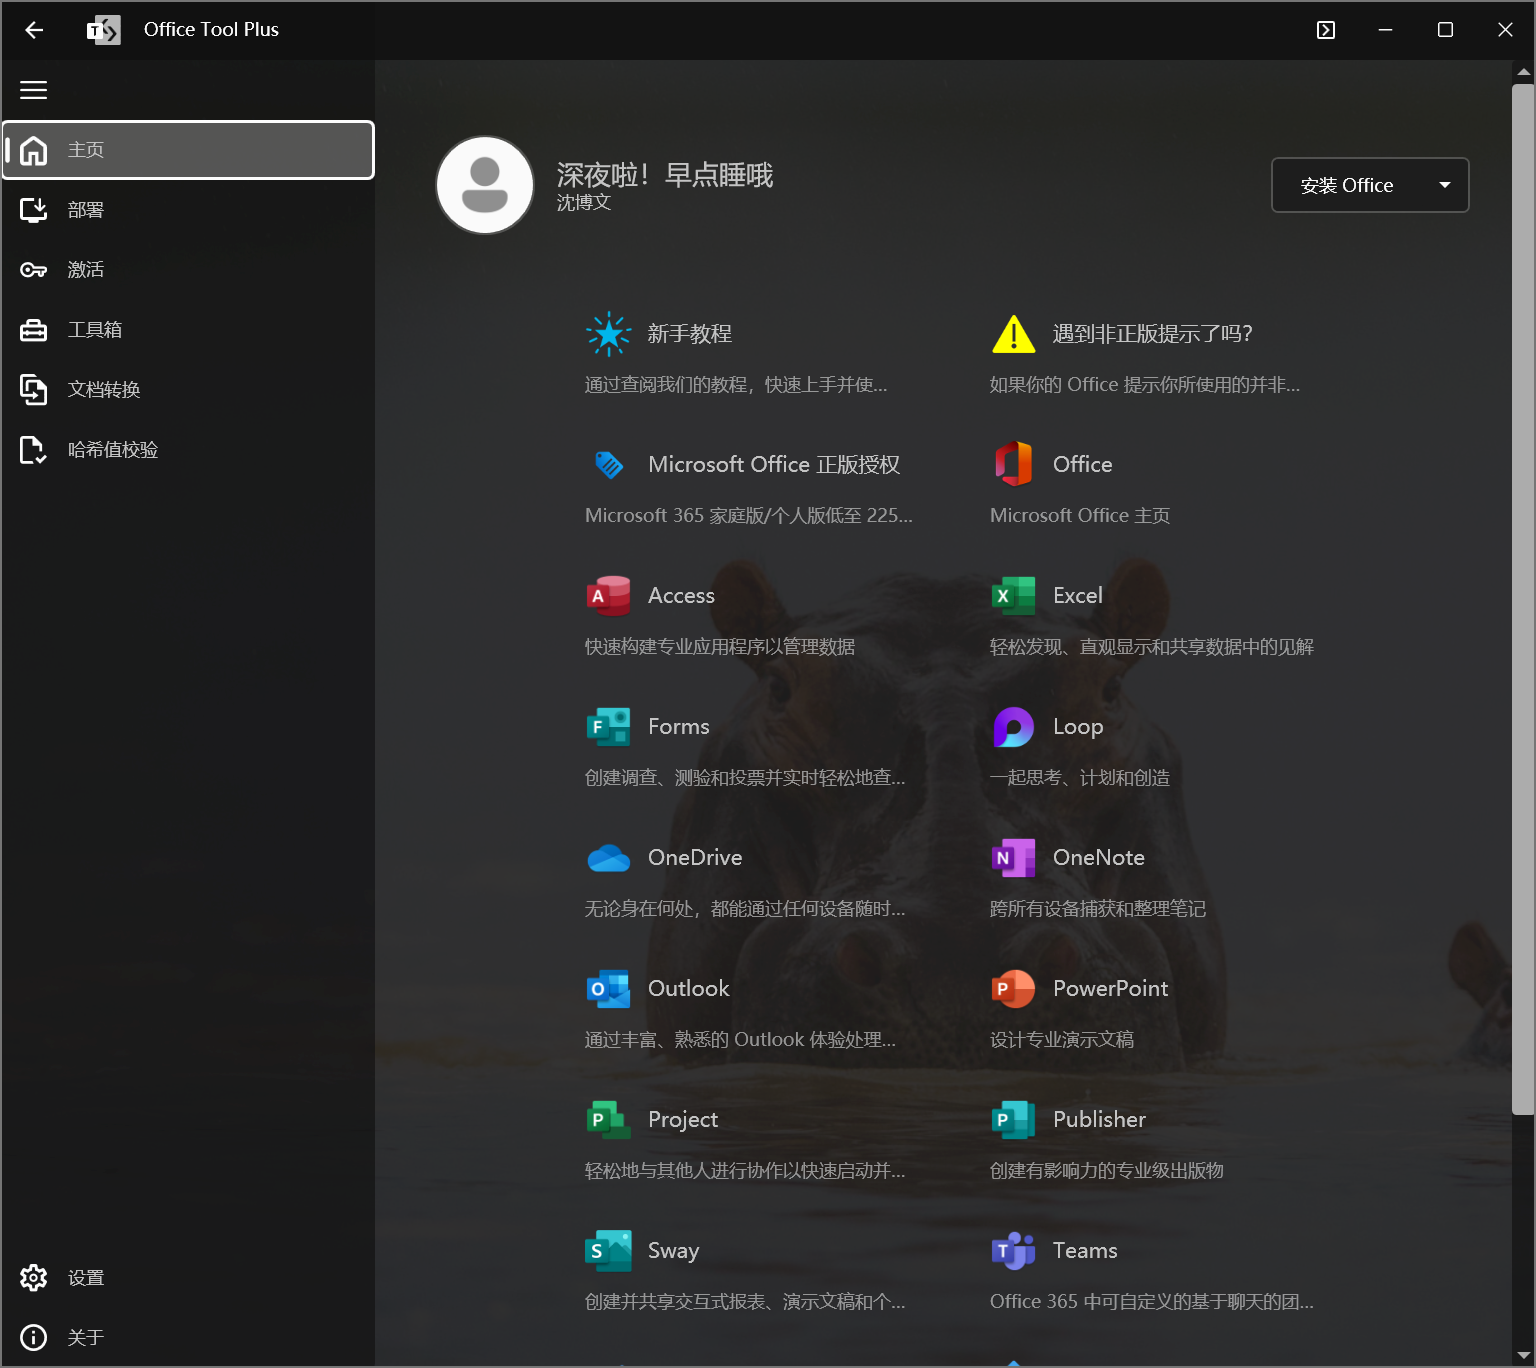 Office Tool Plus
主页
部署
激活
工具箱
文档转换
哈希值校验
设置
关于
深夜啦！早点睡哦
沈博文
安装 Office
新手教程
通过查阅我们的教程，快速上手并使...
遇到非正版提示了吗？
如果你的 Office 提示你所使用的并非...
Microsoft Office 正版授权
Microsoft 365 家庭版/个人版低至 225...
Office
Microsoft Office 主页
Access
快速构建专业应用程序以管理数据
Excel
轻松发现、直观显示和共享数据中的见解
Forms
创建调查、测验和投票并实时轻松地查...
Loop
一起思考、计划和创造
OneDrive
无论身在何处，都能通过任何设备随时...
OneNote
跨所有设备捕获和整理笔记
Outlook
通过丰富、熟悉的 Outlook 体验处理...
PowerPoint
设计专业演示文稿
Project
轻松地与其他人进行协作以快速启动并...
Publisher
创建有影响力的专业级出版物
Sway
创建并共享交互式报表、演示文稿和个...
Teams
Office 365 中可自定义的基于聊天的团...